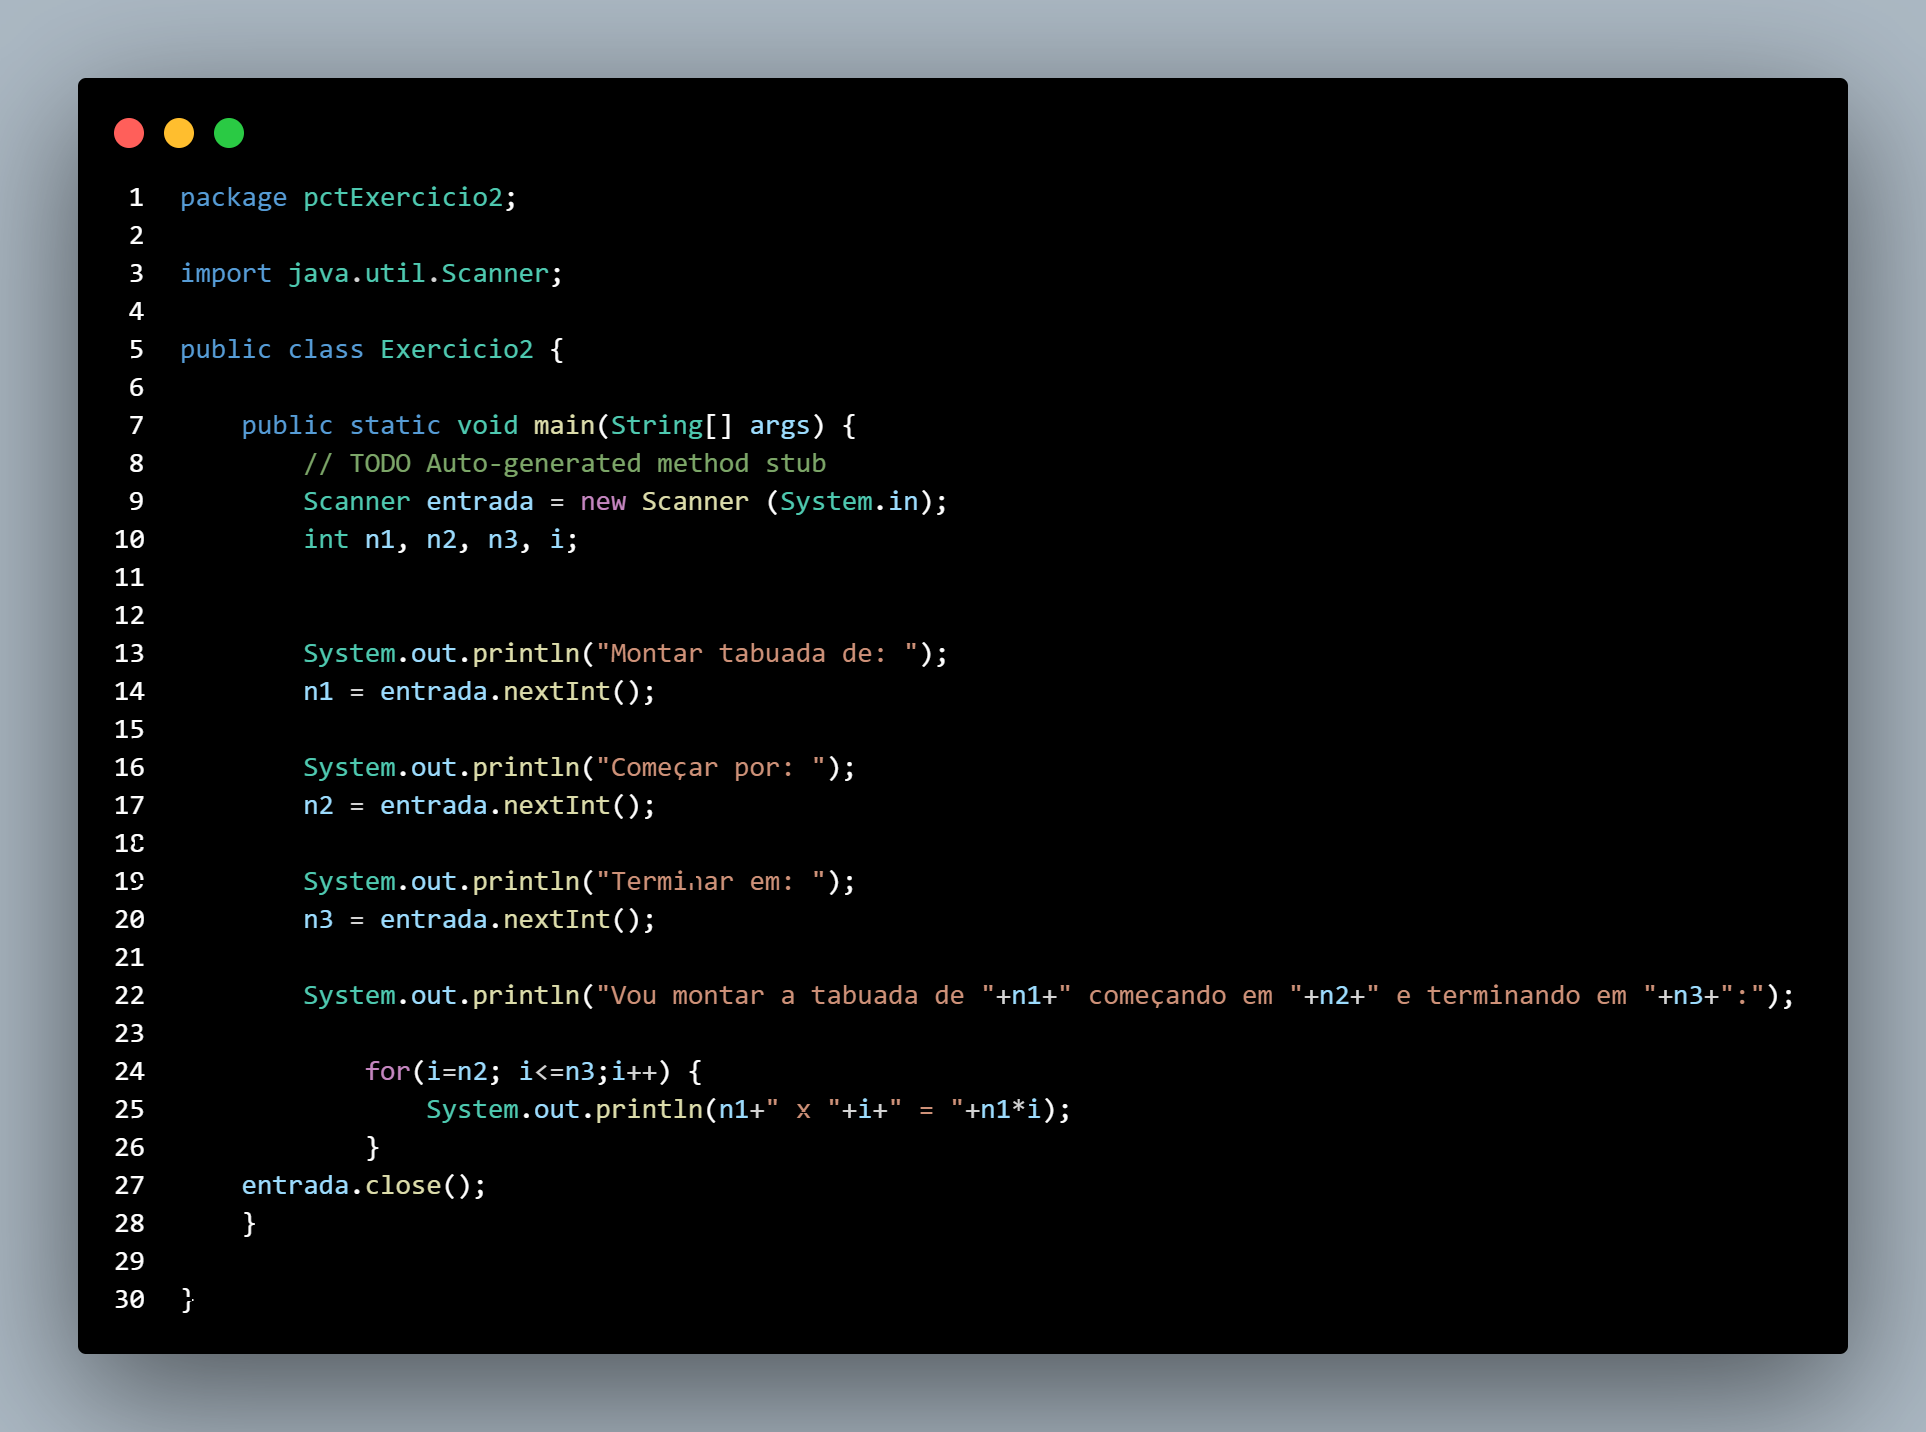 1 package pctExercicio2;
2
3 import java.util.Scanner;
4
5 public class Exercicio2 {
6
7     public static void main(String[] args) {
8         // TODO Auto-generated method stub
9         Scanner entrada = new Scanner (System.in);
10         int n1, n2, n3, i;
11
12
13         System.out.println("Montar tabuada de: ");
14         n1 = entrada.nextInt();
15
16         System.out.println("Começar por: ");
17         n2 = entrada.nextInt();
18
19         System.out.println("Terminar em: ");
20         n3 = entrada.nextInt();
21
22         System.out.println("Vou montar a tabuada de "+n1+" começando em "+n2+" e terminando em "+n3+":");
23
24             for(i=n2; i<=n3;i++) {
25                 System.out.println(n1+" x "+i+" = "+n1*i);
26             }
27     entrada.close();
28     }
29
30 }